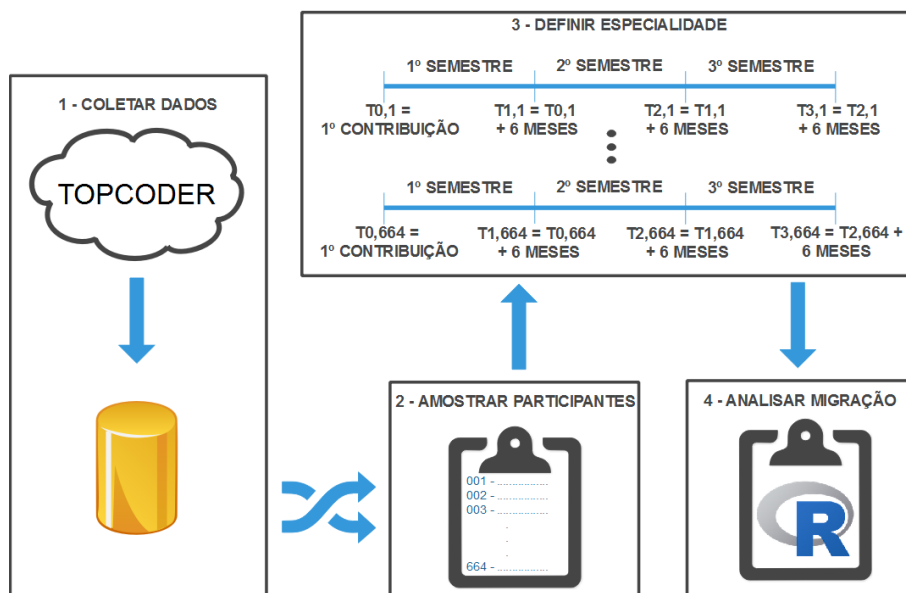 1 - COLETAR DADOS
TOPCODER
2 - AMOSTRAR PARTICIPANTES
001 - .................
002 - .................
003 - .................
.
.
.
664 - .................
3 - DEFINIR ESPECIALIDADE
1º SEMESTRE 2º SEMESTRE 3º SEMESTRE
T0,1 = T1,1 = T0,1 T2,1 = T1,1 T3,1 = T2,1
1º CONTRIBUIÇÃO + 6 MESES + 6 MESES + 6 MESES
1º SEMESTRE 2º SEMESTRE 3º SEMESTRE
T0,664 = T1,664 = T0,664 T2,664 = T1,664 T3,664 = T2,664 +
1º CONTRIBUIÇÃO + 6 MESES + 6 MESES 6 MESES
4 - ANALISAR MIGRAÇÃO
R